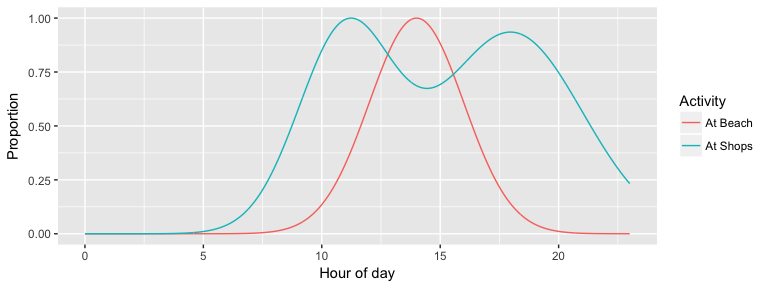 1.00
0.75
0.50
0.25
0.00
Proportion
0 5 10 15 20
Hour of day
Activity
At Beach
At Shops